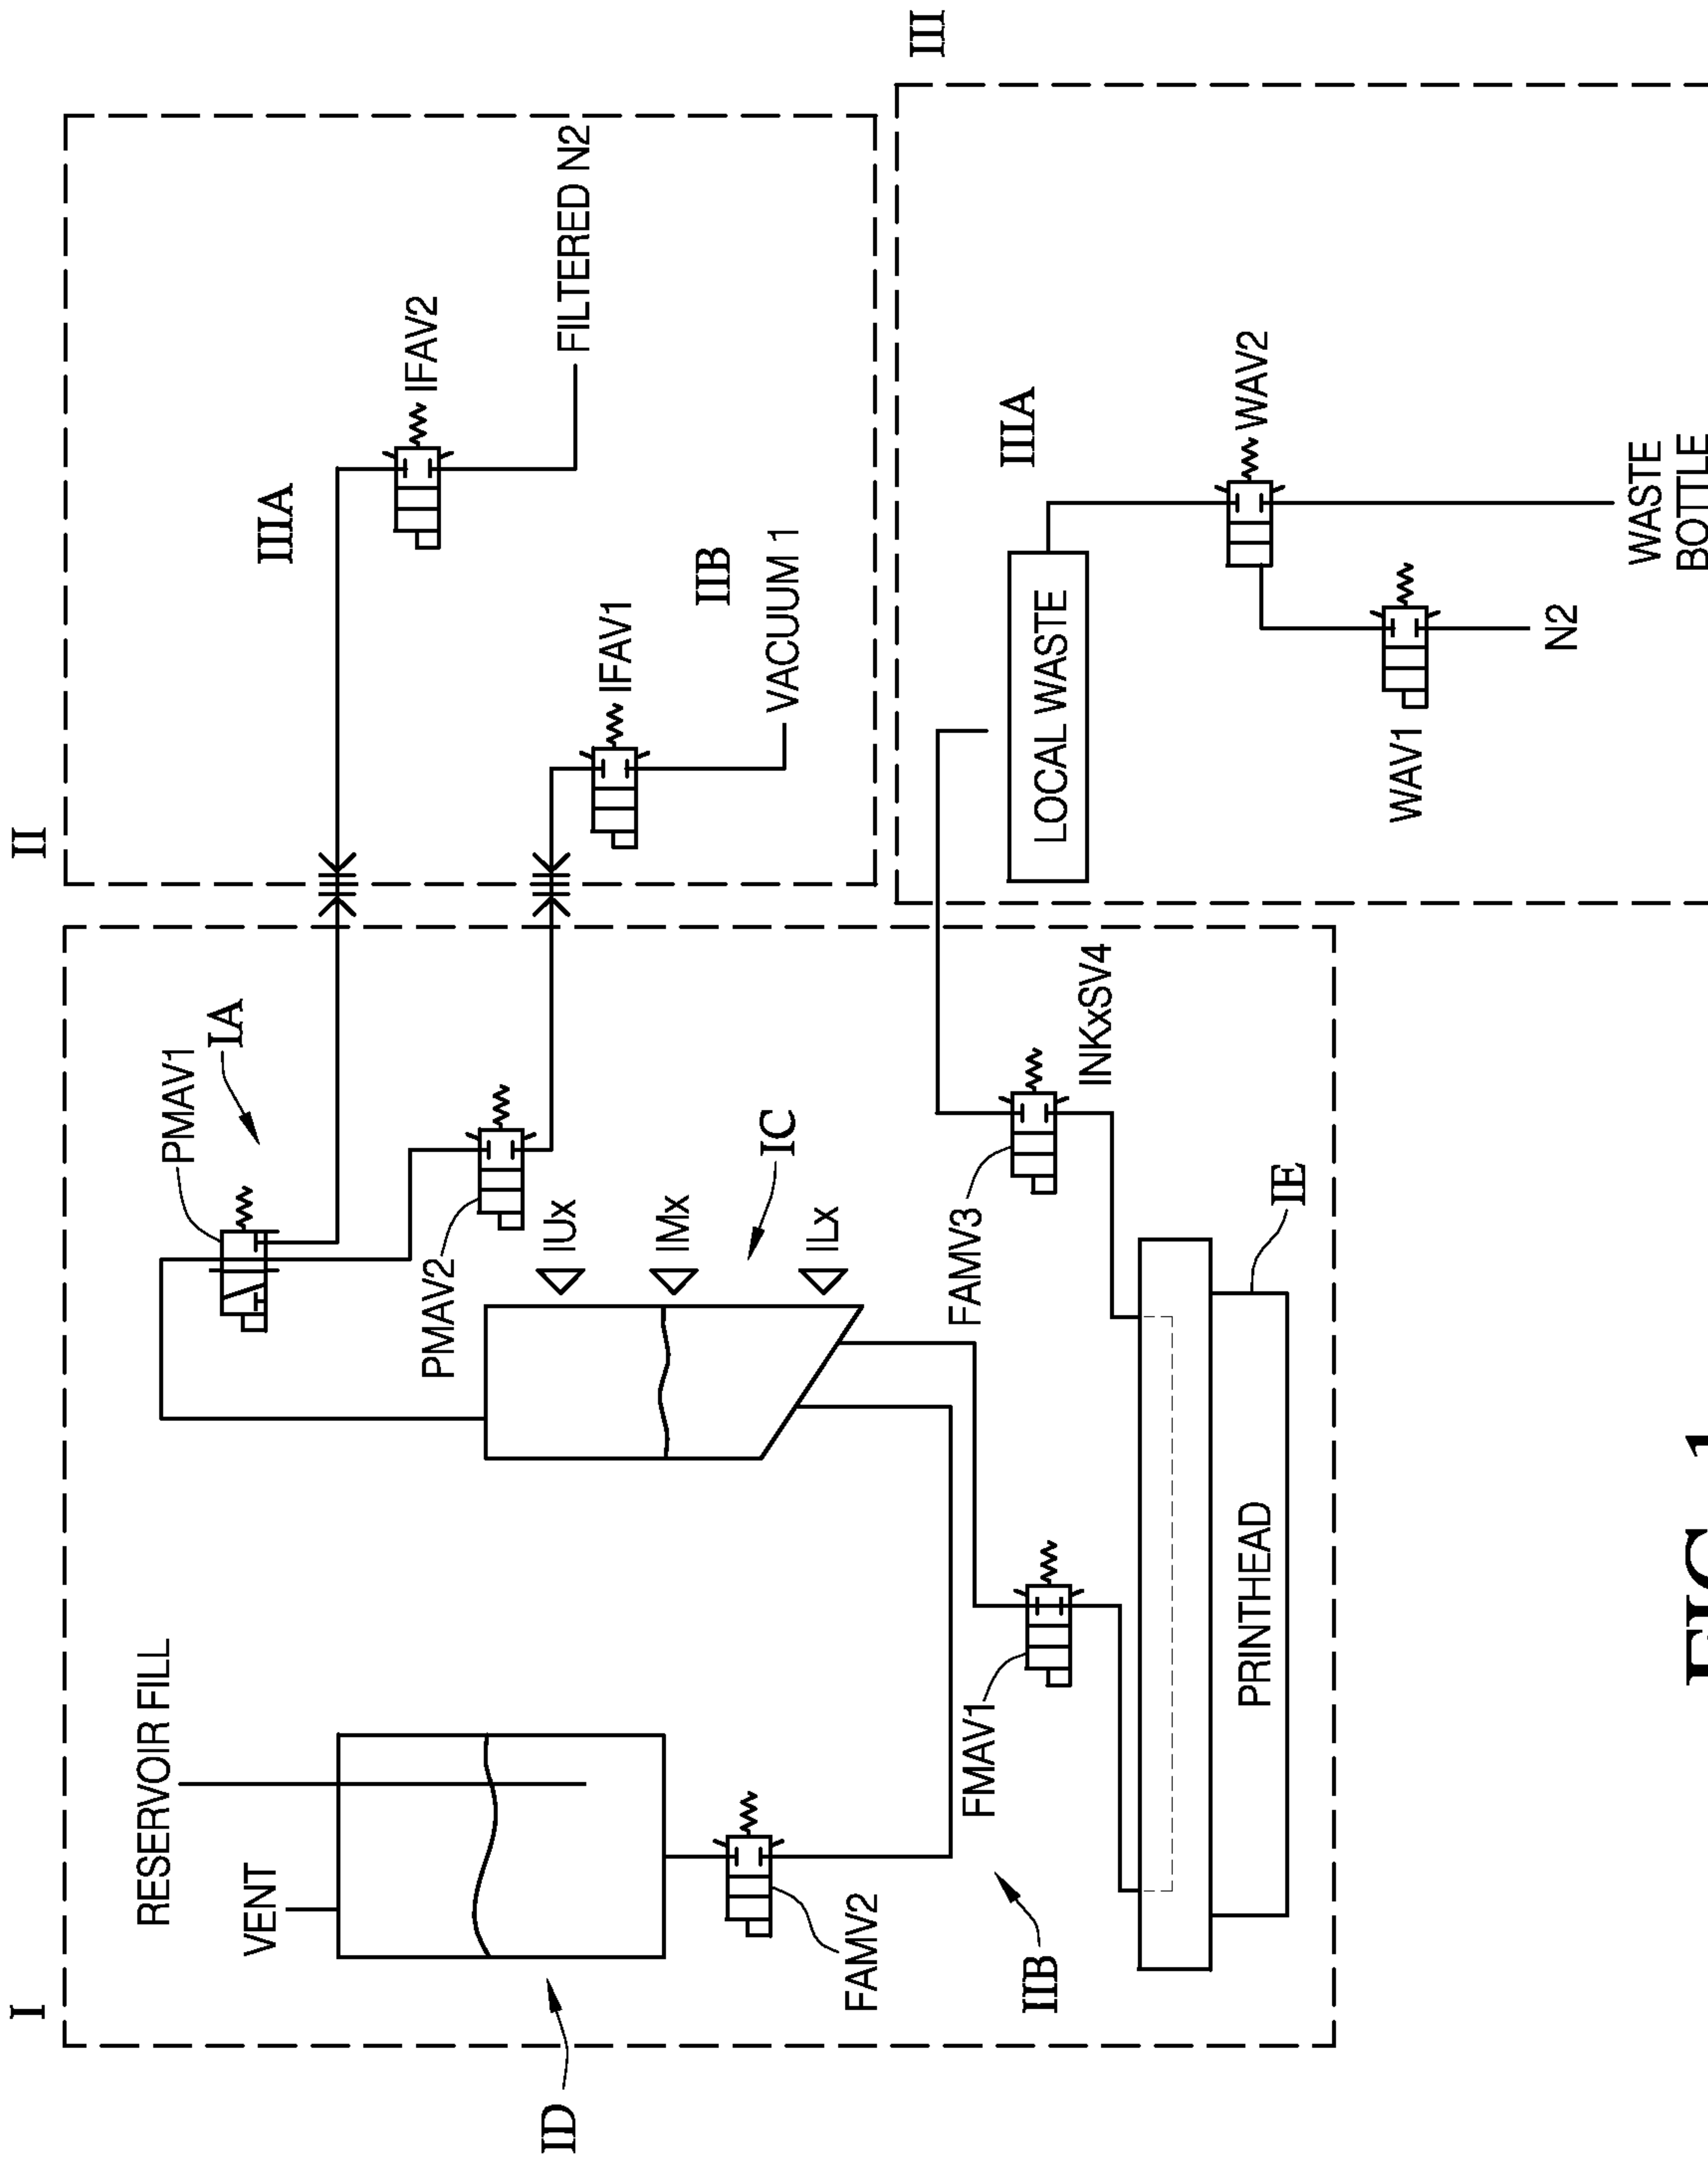 I
II
III
RESERVOIR FILL
VENT
ID
FAMV2
PMAV1
IA
PMAV2
IUx
IMx
ILx
IC
FMAV1
IIB
FAMV3
INKxSV4
PRINTHEAD
IE
IIIA
IFAV2
FILTERED N2
IFAV1
IIB
VACUUM 1
LOCAL WASTE
IIIA
WAV2
WAV1
N2
WASTE
BOTTLE
FIG. 1